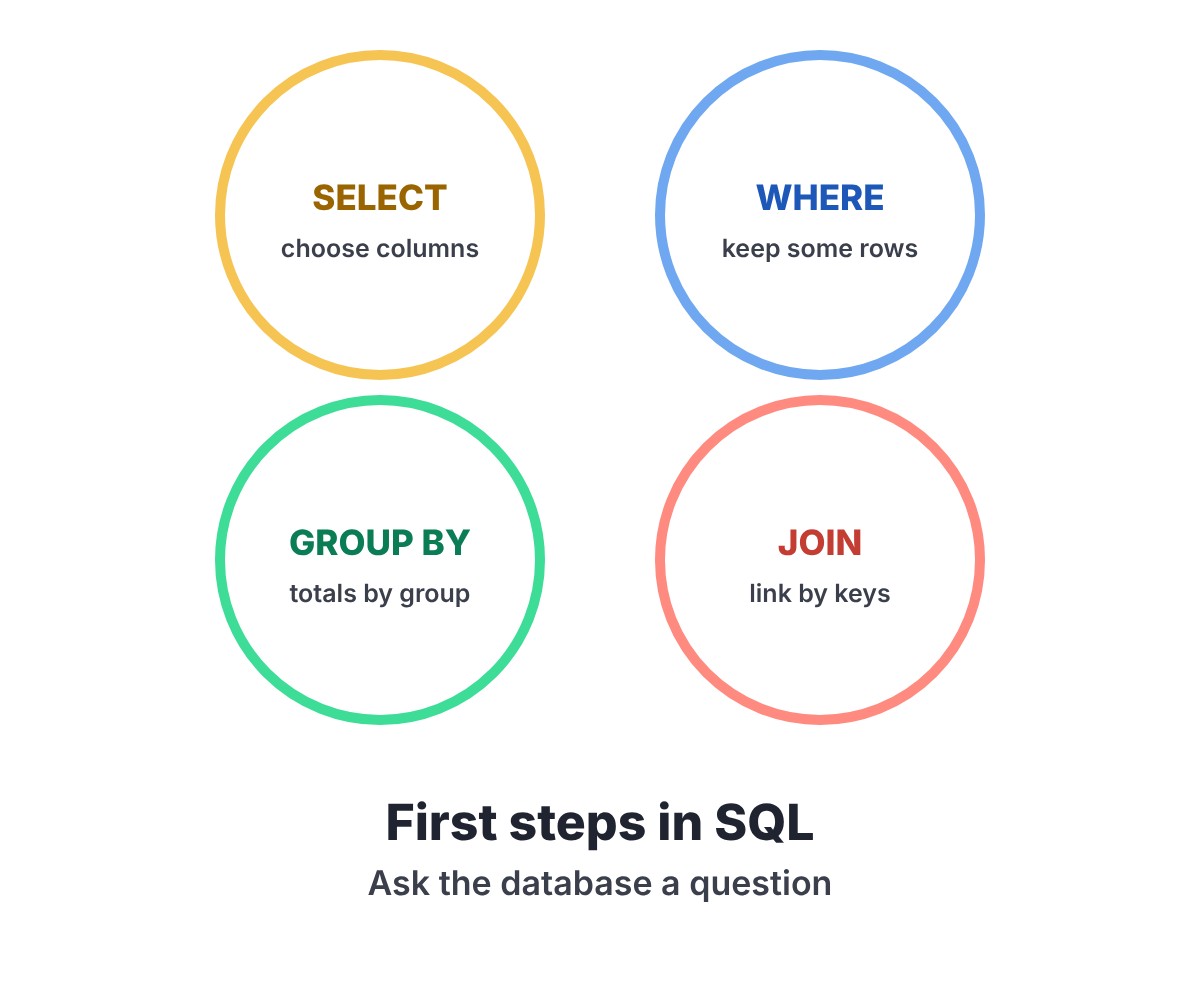 SELECT
choose columns
WHERE
keep some rows
GROUP BY
totals by group
JOIN
link by keys
First steps in SQL
Ask the database a question